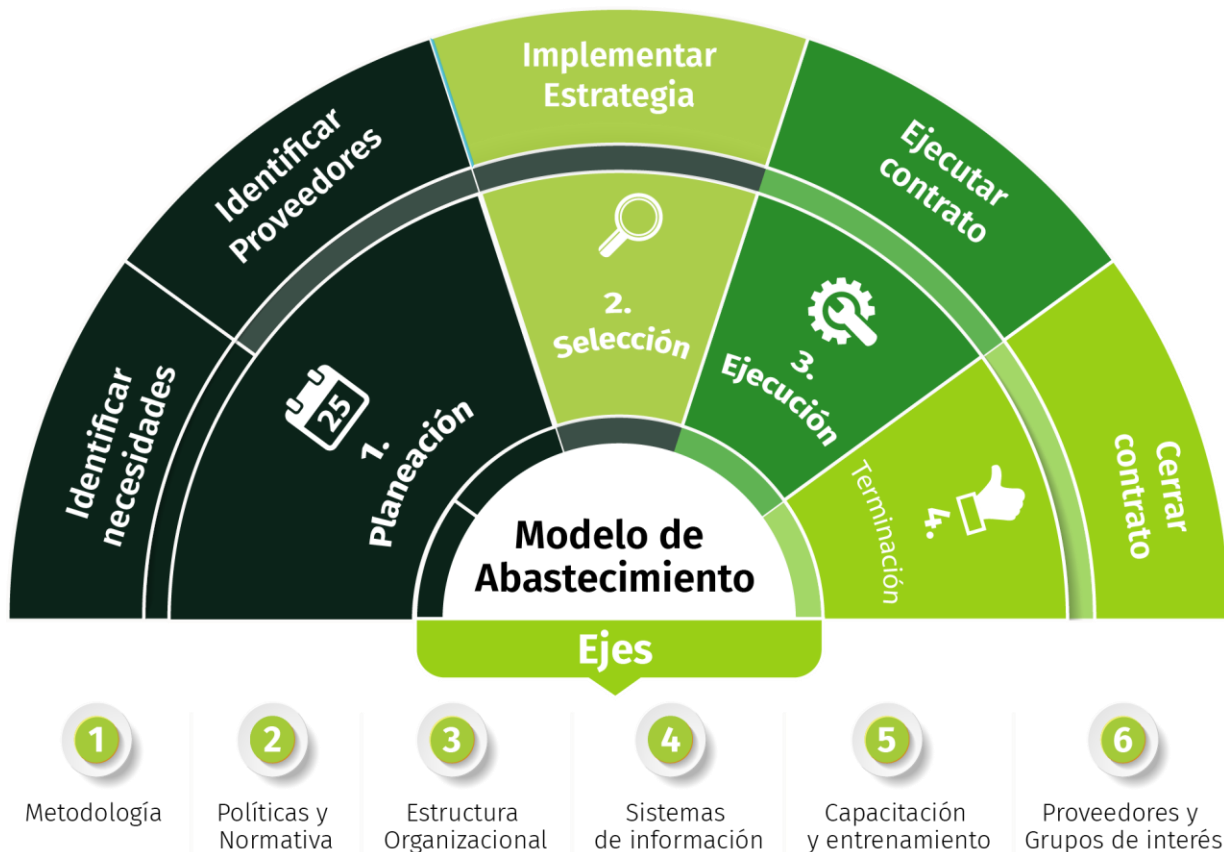 Identificar
necesidades
Identificar
Proveedores
Implementar
Estrategia
Ejecutar
contrato
Cerrar
contrato
25
1.
Planeación
2.
Selección
3.
Ejecución
4.
Terminación
Modelo de
Abastecimiento
Ejes
1
Metodología
2
Políticas y
Normativa
3
Estructura
Organizacional
4
Sistemas
de información
5
Capacitación
y entrenamiento
6
Proveedores y
Grupos de interés